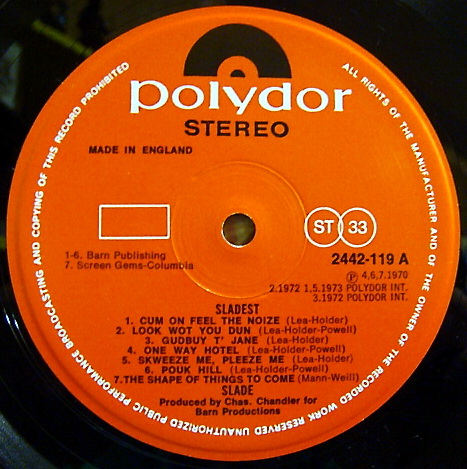 polydor
STEREO
MADE IN ENGLAND
ST 33
1-6. Barn Publishing
7. Screen Gems-Columbia
2442-119 A
Ⓟ 4,6,7.1970
2.1972 1,5.1973 POLYDOR INT.
3.1972 POLYDOR INT.
SLADEST
1. CUM ON FEEL THE NOIZE (Lea-Holder)
2. LOOK WOT YOU DUN (Lea-Holder-Powell)
3. GUDBUY T' JANE (Lea-Holder)
4. ONE WAY HOTEL (Lea-Holder-Powell)
5. SKWEEZE ME, PLEEZE ME (Lea-Holder)
6. POUK HILL (Lea-Holder-Powell)
7. THE SHAPE OF THINGS TO COME (Mann-Weill)
SLADE
Produced by Chas. Chandler for
Barn Productions
ALL RIGHTS OF THE MANUFACTURER AND OF THE OWNER OF THE RECORDED WORK RESERVED UNAUTHORIZED PUBLIC PERFORMANCE BROADCASTING AND COPYING OF THIS RECORD PROHIBITED